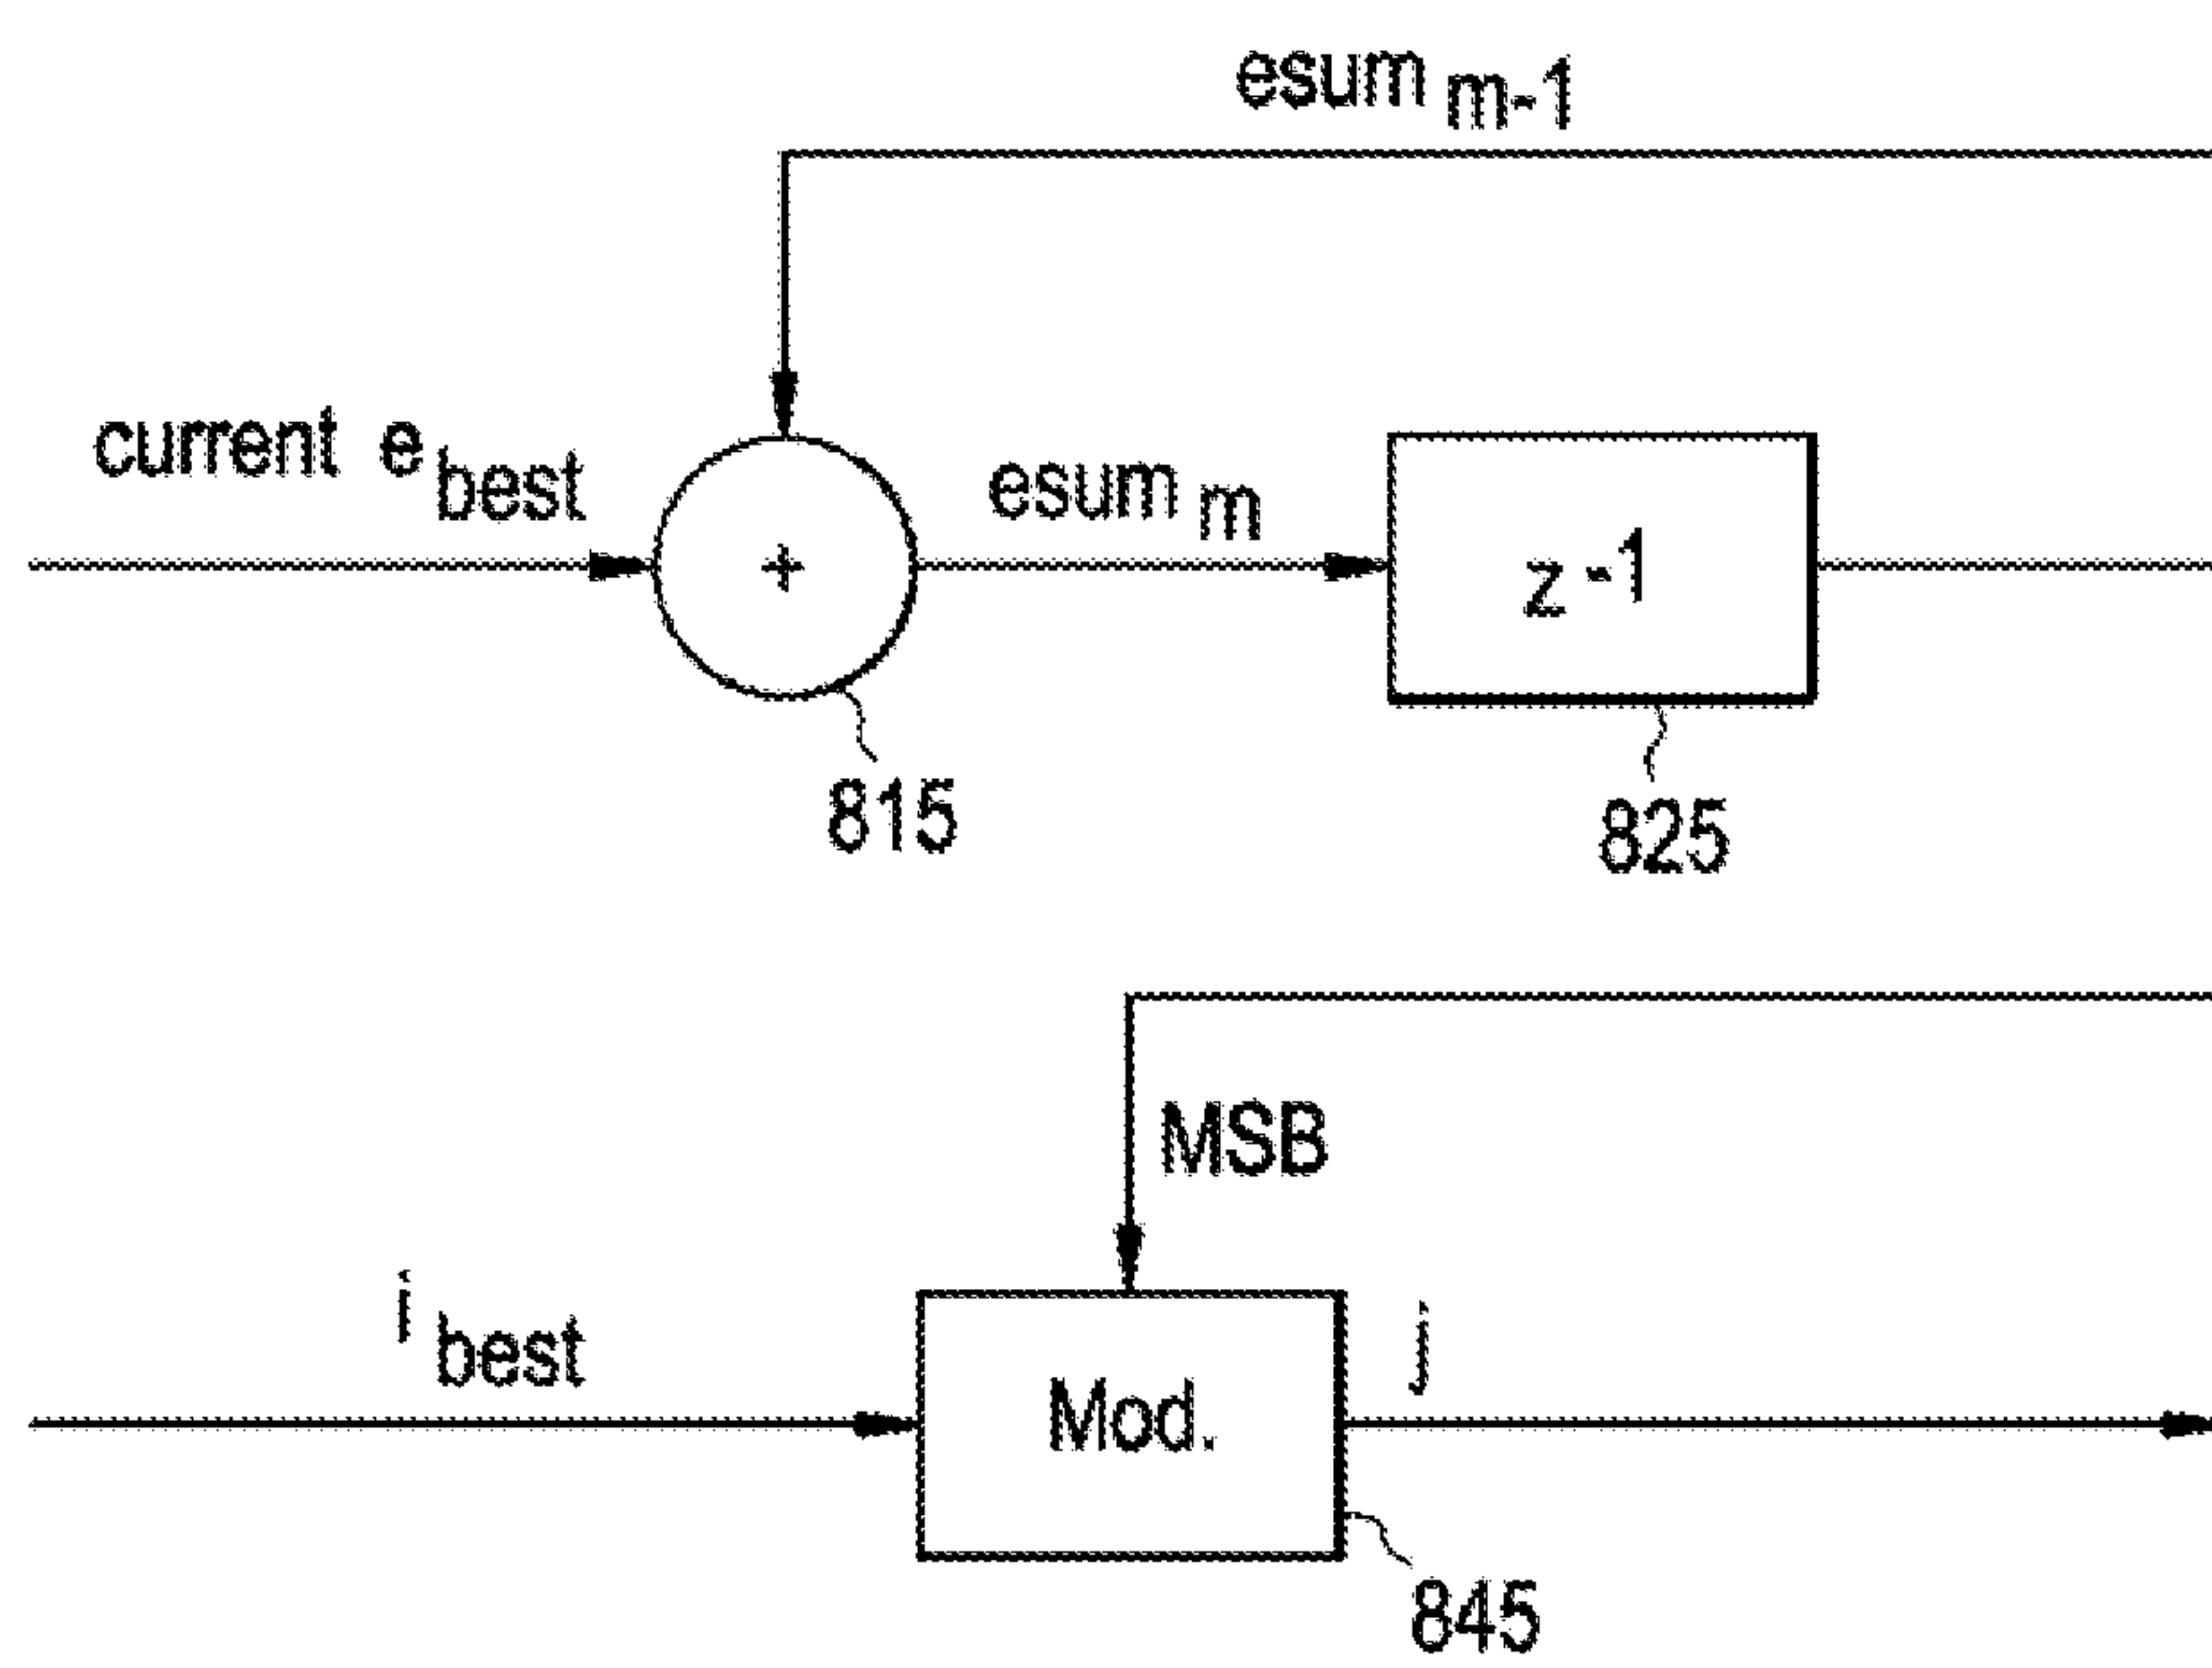 esum m-1
current e best
esum m
+
z -1
815
825
MSB
i best
j
Mod.
845